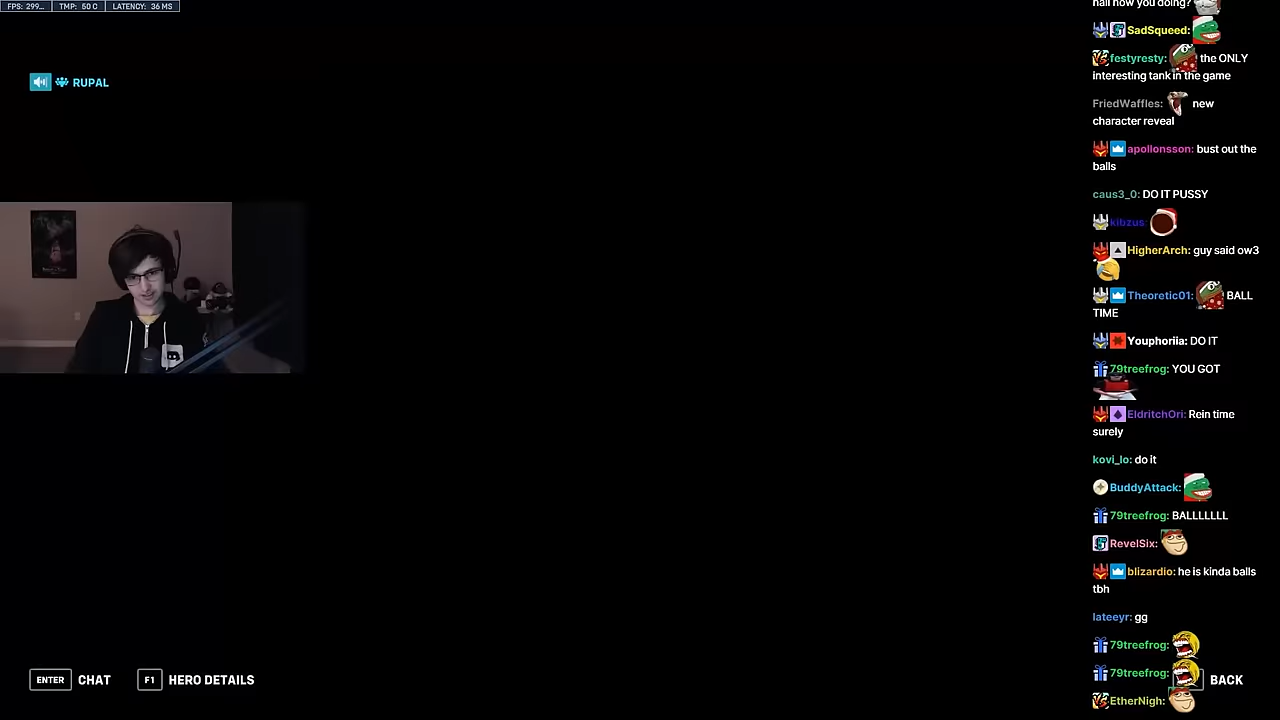 FPS: 299... TMP: 50 C LATENCY: 36 MS
RUPAL
hall how you doing?
SadSqueed:
festyresty: the ONLY
interesting tank in the game
FriedWaffles: new
character reveal
apollonsson: bust out the
balls
caus3_0: DO IT PUSSY
kibzus:
HigherArch: guy said ow3
Theoretic01: BALL
TIME
Youphoriia: DO IT
79treefrog: YOU GOT
EldritchOri: Rein time
surely
kovi_lo: do it
BuddyAttack:
79treefrog: BALLLLLLL
RevelSix:
blizardio: he is kinda balls
tbh
lateeyr: gg
79treefrog:
79treefrog:
EtherNigh:
ENTER CHAT F1 HERO DETAILS
BACK